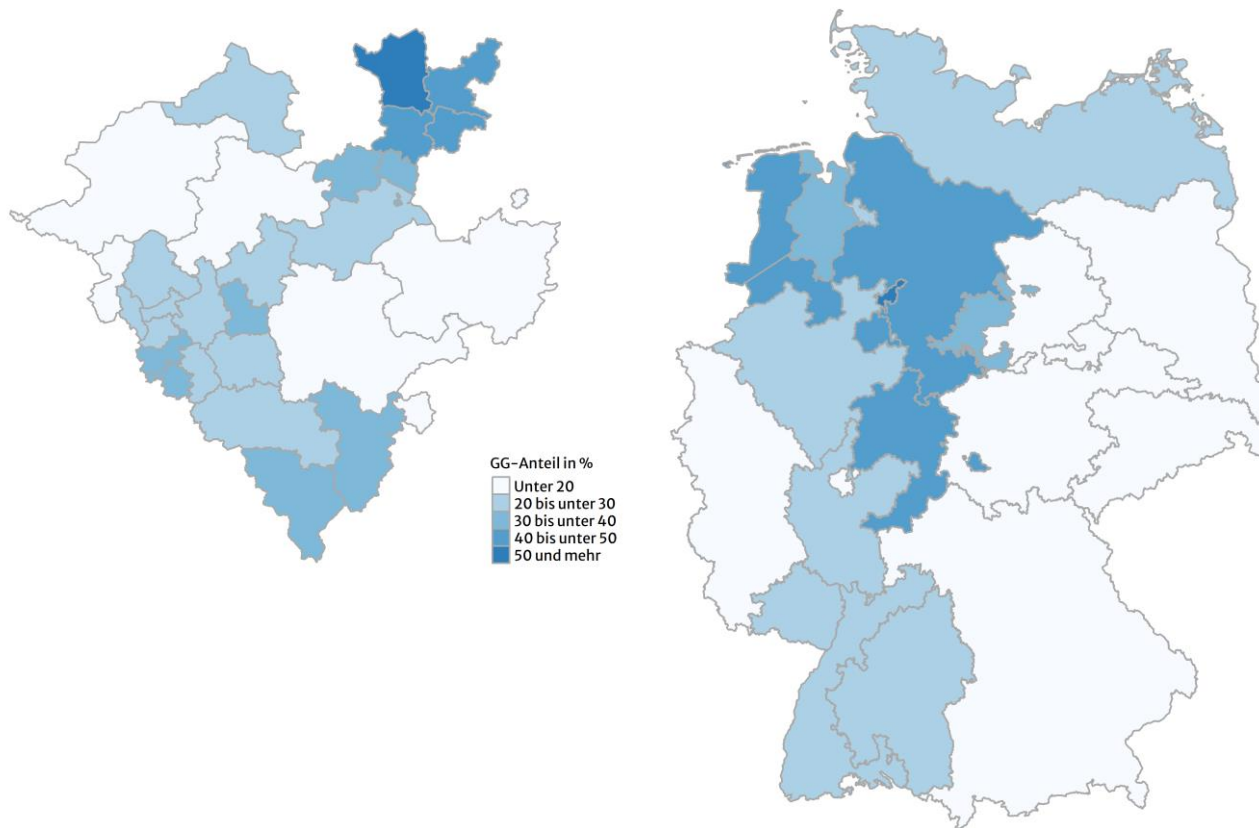 GG-Anteil in %
Unter 20
20 bis unter 30
30 bis unter 40
40 bis unter 50
50 und mehr